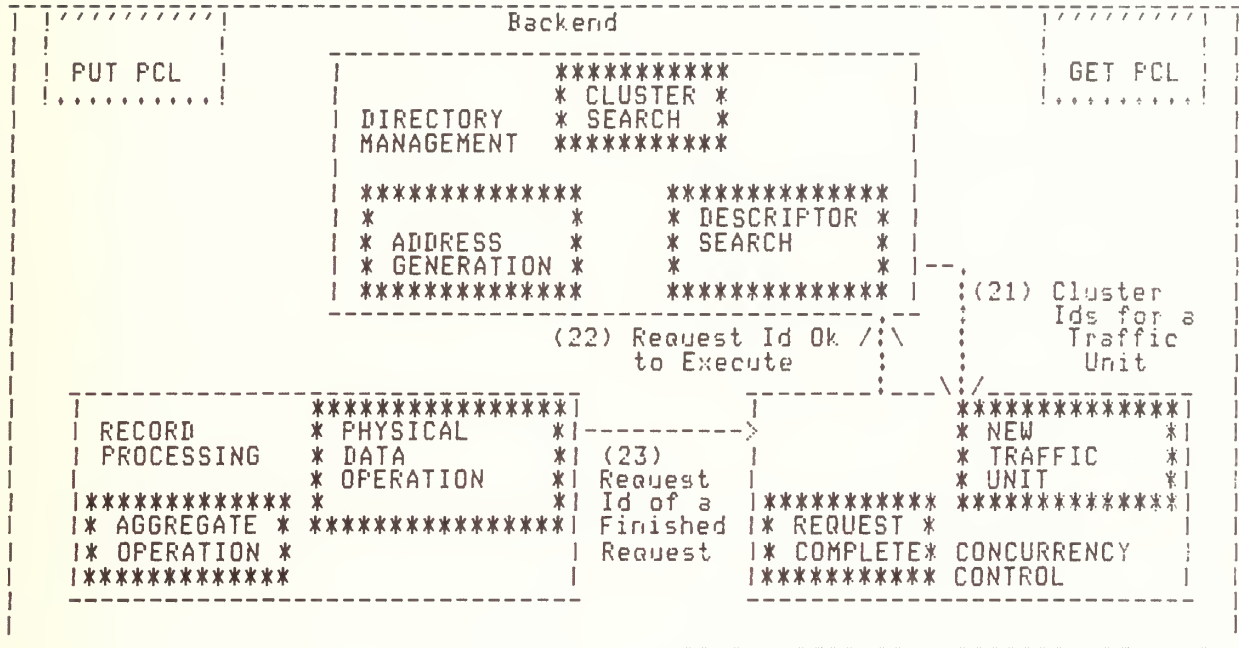 Backend
PUT PCL
GET PCL
CLUSTER
SEARCH
DIRECTORY
MANAGEMENT
ADDRESS
GENERATION
DESCRIPTOR
SEARCH
(21) Cluster
Ids for a
Traffic
Unit
(22) Request Id Ok
to Execute
RECORD
PROCESSING
PHYSICAL
DATA
OPERATION
AGGREGATE
OPERATION
(23)
Request
Id of a
Finished
Request
NEW
TRAFFIC
UNIT
REQUEST
COMPLETE
CONCURRENCY
CONTROL